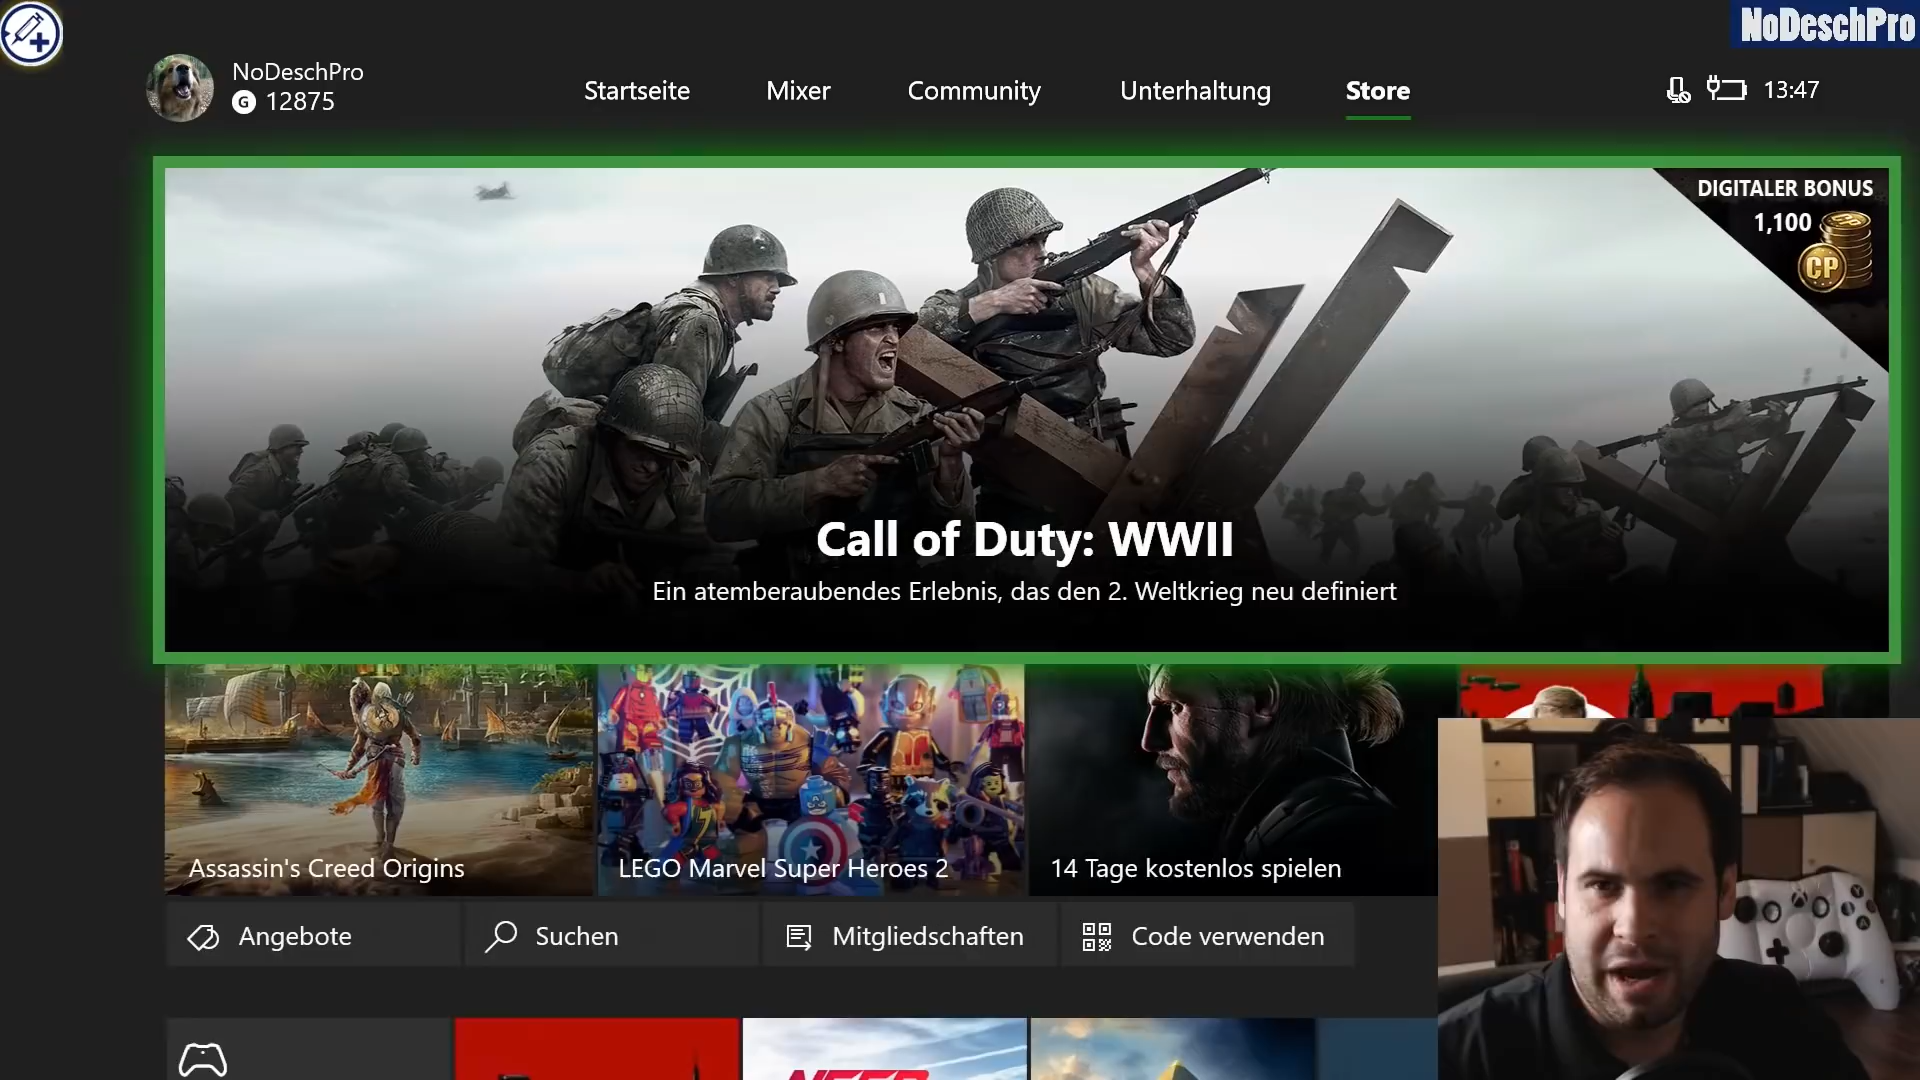 NoDeschPro
NoDeschPro
G 12875
Startseite
Mixer
Community
Unterhaltung
Store
13:47
DIGITALER BONUS
1,100
CP
Call of Duty: WWII
Ein atemberaubendes Erlebnis, das den 2. Weltkrieg neu definiert
Assassin's Creed Origins
LEGO Marvel Super Heroes 2
14 Tage kostenlos spielen
Angebote
Suchen
Mitgliedschaften
Code verwenden